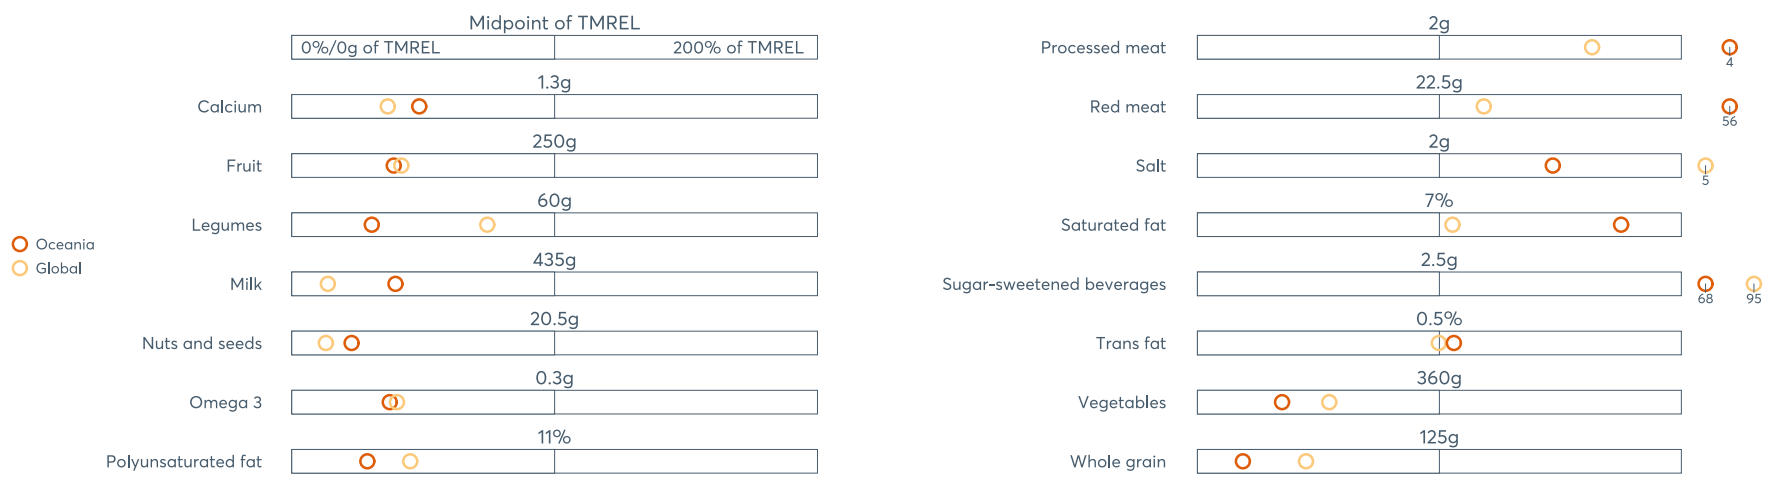 Midpoint of TMREL
0%/0g of TMREL 200% of TMREL
1.3g
Calcium
250g
Fruit
60g
Legumes
Oceania
Global
435g
Milk
20.5g
Nuts and seeds
0.3g
Omega 3
11%
Polyunsaturated fat
2g
Processed meat
4
22.5g
Red meat
56
2g
Salt
5
7%
Saturated fat
2.5g
Sugar-sweetened beverages
68 95
0.5%
Trans fat
360g
Vegetables
125g
Whole grain